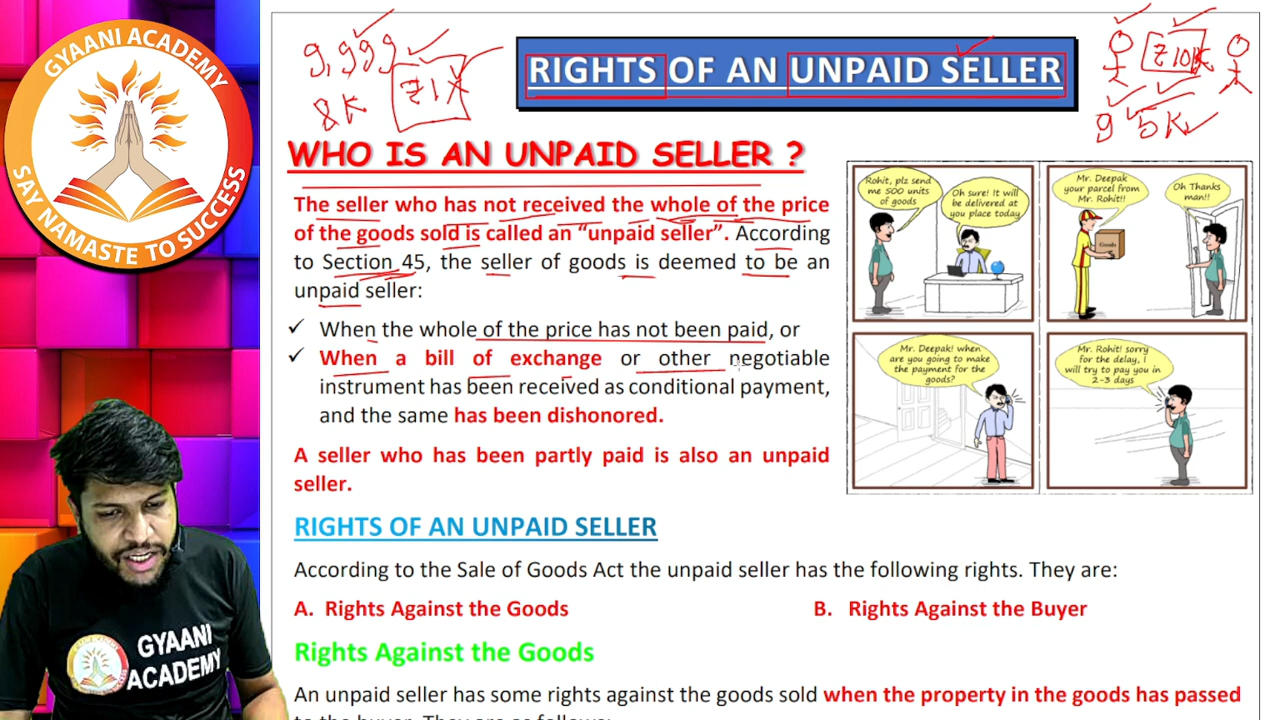 GYAANI ACADEMY
SAY NAMASTE TO SUCCESS
9,999
8K
₹1
RIGHTS OF AN UNPAID SELLER
₹10K
9 5K
WHO IS AN UNPAID SELLER ?
The seller who has not received the whole of the price
of the goods sold is called an “unpaid seller”. According
to Section 45, the seller of goods is deemed to be an
unpaid seller:
✓ When the whole of the price has not been paid, or
✓ When a bill of exchange or other negotiable
instrument has been received as conditional payment,
and the same has been dishonored.
A seller who has been partly paid is also an unpaid
seller.
Rohit, plz send
me 500 units
of goods
Oh sure! It will
be delivered at
you place today
Mr. Deepak
your parcel from
Mr. Rohit!!
Oh Thanks
man!!
Goods
Mr. Deepak! when
are you going to make
the payment for the
goods?
Mr. Rohit! sorry
for the delay, I
will try to pay you in
2-3 days
RIGHTS OF AN UNPAID SELLER
According to the Sale of Goods Act the unpaid seller has the following rights. They are:
A. Rights Against the Goods
B. Rights Against the Buyer
Rights Against the Goods
An unpaid seller has some rights against the goods sold when the property in the goods has passed
to the buyer. They are as follows:
GYAANI
ACADEMY